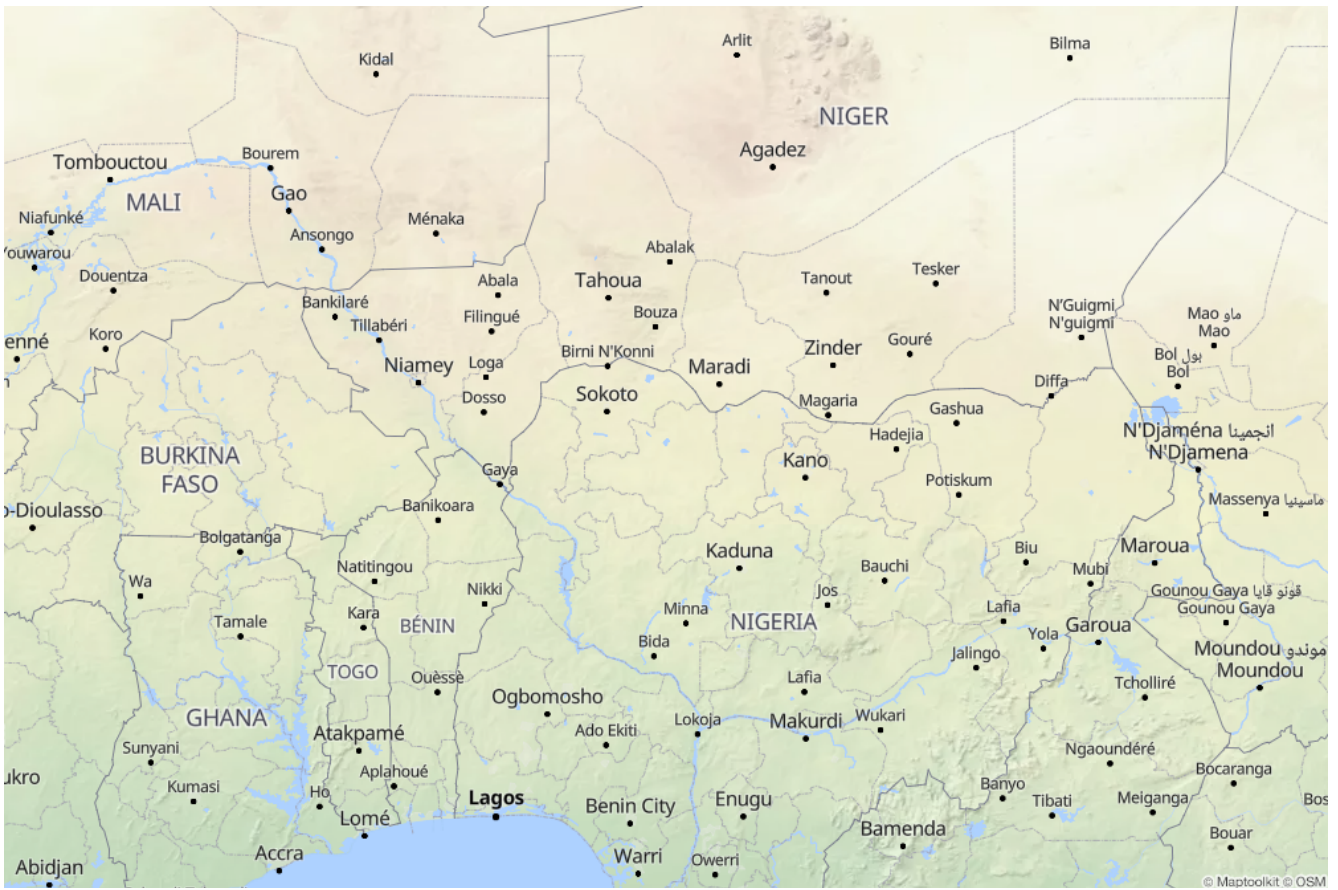 Arlit
Bilma
Kidal
NIGER
Agadez
Bourem
Tombouctou
Gao
MALI
Niafunké
Ménaka
Ansongo
Youwarou
Abalak
Douentza
Abala
Tahoua
Tanout
Tesker
Bankilaré
Tillabéri
Filingué
Bouza
N'Guigmi
N'guigmi
Mao ماو
Mao
enné
Koro
Niamey
Loga
Birni N'Konni
Maradi
Zinder
Gouré
Bol بول
Bol
n
Dosso
Sokoto
Magaria
Gashua
Diffa
Hadejia
N'Djaména انجمينا
N'Djamena
BURKINA
FASO
Gaya
Kano
Potiskum
Massenya ماسينيا
o-Dioulasso
Banikoara
Bolgatanga
Kaduna
Bauchi
Biu
Maroua
Wa
Natitingou
Nikki
Mubi
Gounou Gaya قونو قايا
Gounou Gaya
Tamale
Kara
BÉNIN
Minna
NIGERIA
Jos
Lafia
Garoua
Yola
Bida
Jalingo
Moundou موندو
Moundou
TOGO
Ouèssè
Lafia
Tcholliré
Ogbomosho
GHANA
Atakpamé
Ado Ekiti
Lokoja
Makurdi
Wukari
Sunyani
Ngaoundéré
ukro
Kumasi
Ho
Aplahoué
Lagos
Benin City
Enugu
Banyo
Tibati
Meiganga
Bocaranga
Bos
Lomé
Bamenda
Bouar
Abidjan
Accra
Warri
Owerri
© Maptoolkit © OSM